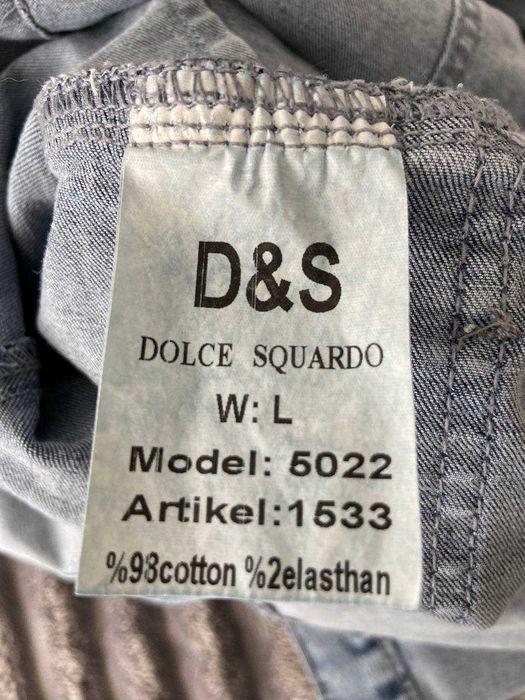 D&S
DOLCE SQUARDO
W: L
Model: 5022
Artikel:1533
%98cotton %2elasthan